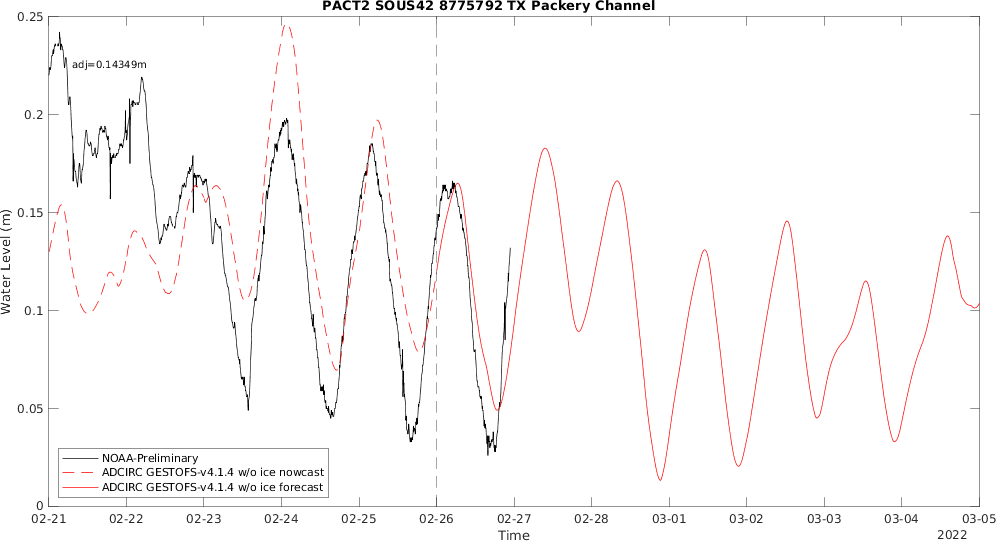 PACT2 SOUS42 8775792 TX Packery Channel
0.25
adj=0.14349m
0.2
0.15
Water Level (m)
0.1
0.05
NOAA-Preliminary
ADCIRC GESTOFS-v4.1.4 w/o ice nowcast
ADCIRC GESTOFS-v4.1.4 w/o ice forecast
0
02-21 02-22 02-23 02-24 02-25 02-26 02-27 02-28 03-01 03-02 03-03 03-04 03-05
Time
2022